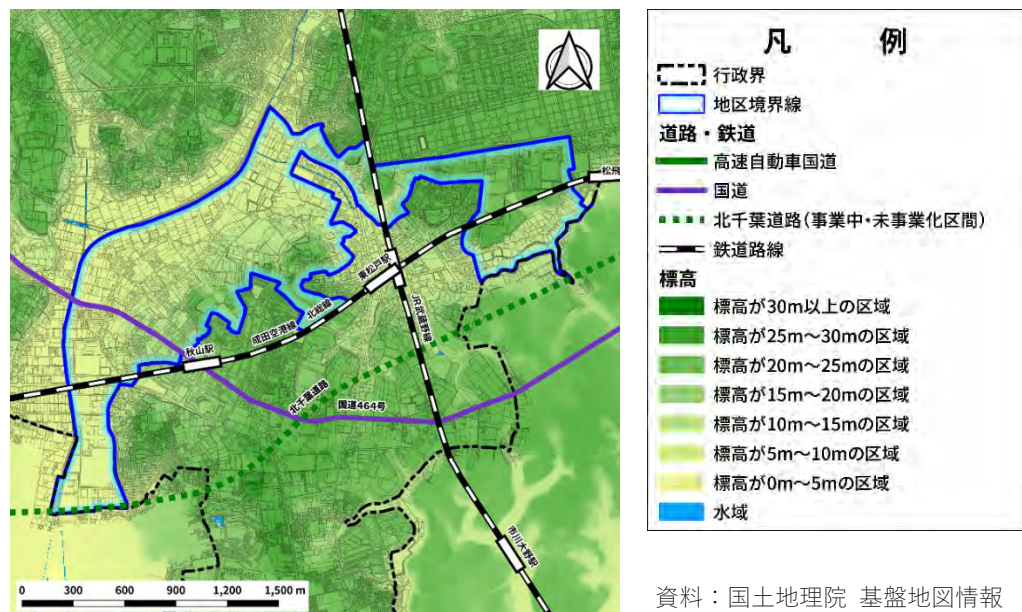 松飛
東松戸駅
北総線
成田空港線
JR武蔵野線
秋山駅
北千葉道路
国道464号
市川大野駅
0 300 600 900 1,200 1,500 m
凡 例
行政界
地区境界線
道路・鉄道
高速自動車国道
国道
北千葉道路(事業中・未事業化区間)
鉄道路線
標高
標高が30m以上の区域
標高が25m~30mの区域
標高が20m~25mの区域
標高が15m~20mの区域
標高が10m~15mの区域
標高が5m~10mの区域
標高が0m~5mの区域
水域
資料:国土地理院 基盤地図情報